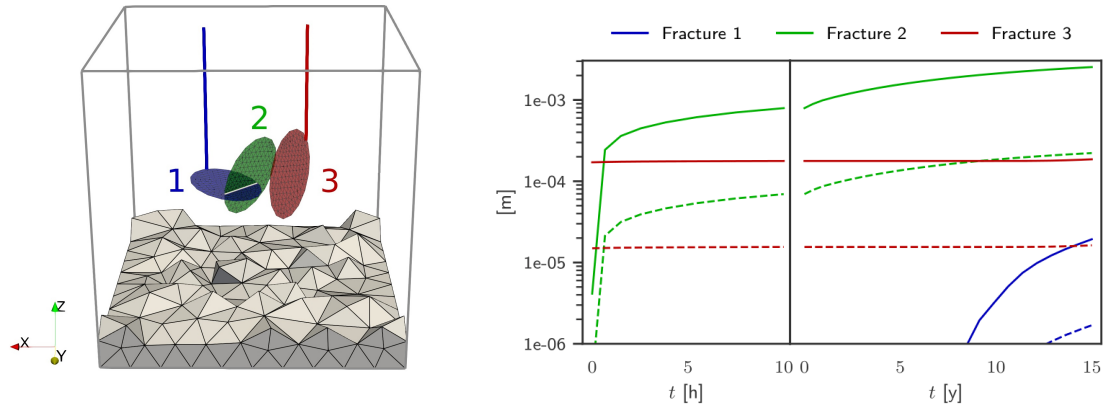 2
1
3
Z
X
Y
Fracture 1 Fracture 2 Fracture 3
1e-03
1e-04
[m]
1e-05
1e-06
0 5 10 0 5 10 15
t [h] t [y]